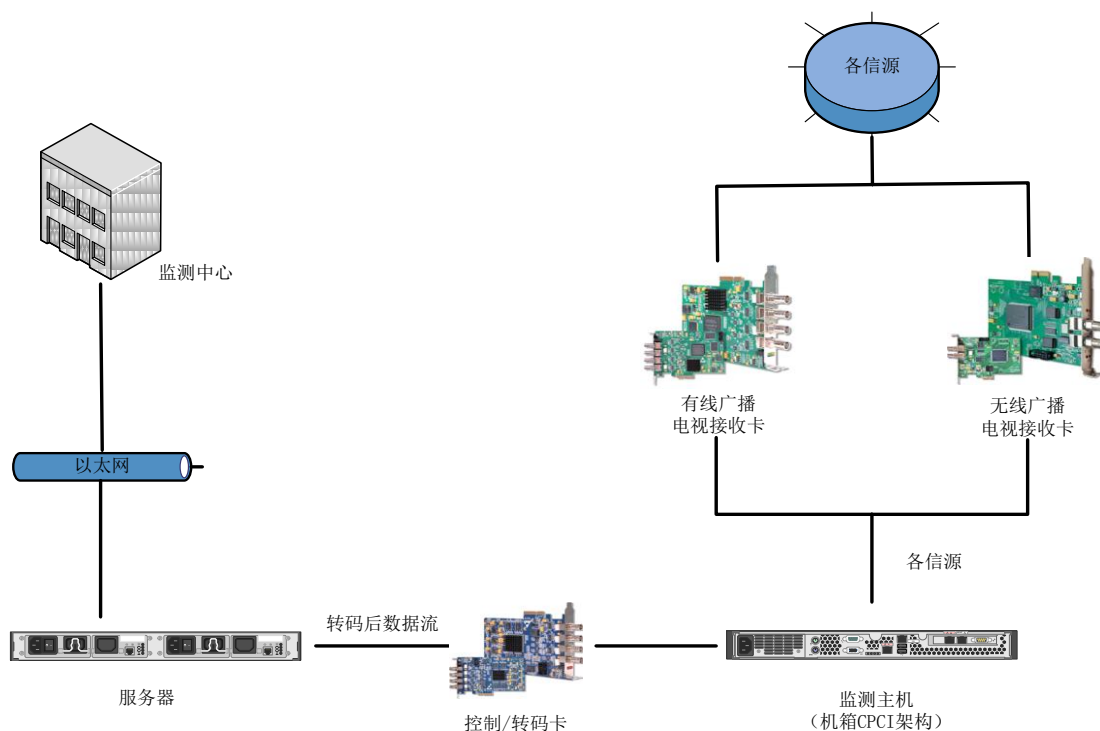 各信源
监测中心
有线广播
电视接收卡
无线广播
电视接收卡
以太网
各信源
转码后数据流
服务器
控制/转码卡
监测主机
（机箱CPCI架构）